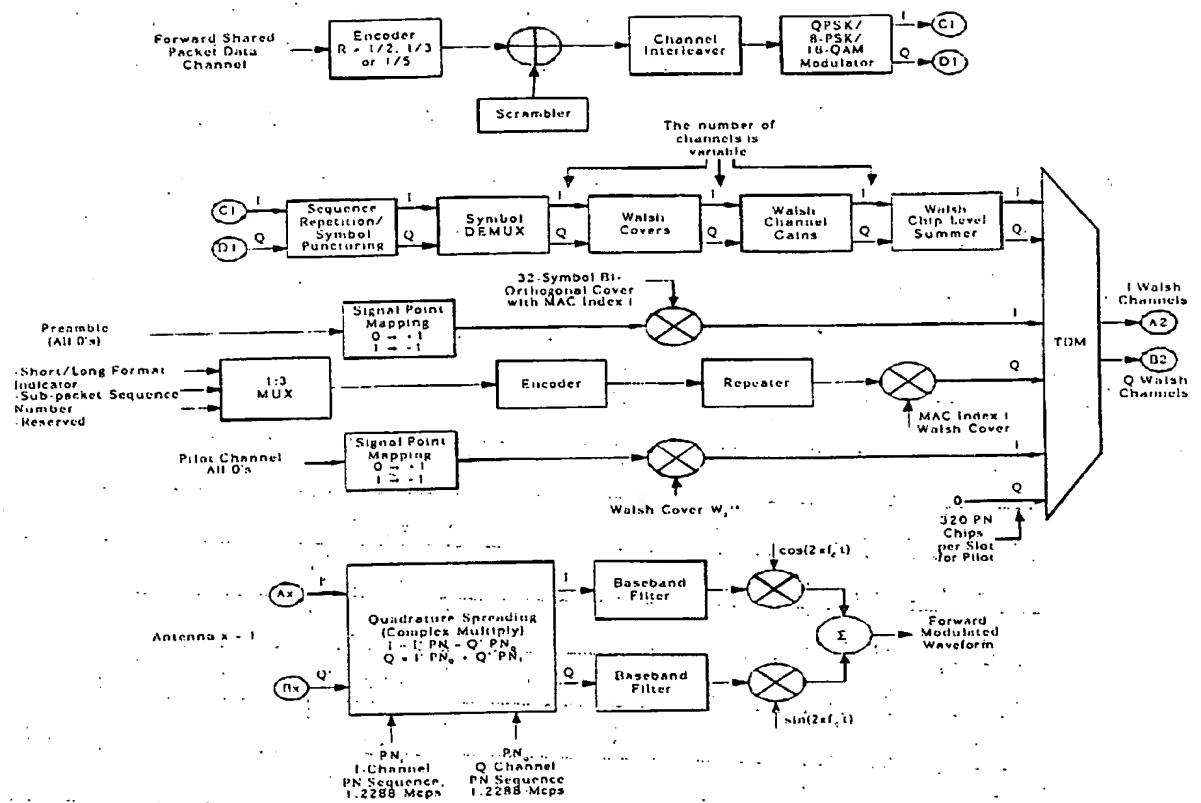 Forward Shared
Packet Data
Channel
Encoder
R = 1/2, 1/3
or 1/5
Channel
Interleaver
QPSK/
8-PSK/
16-QAM
Modulator
I
C1
Q
D1
Scrambler
The number of
channels is
variable
C1
I
D1
Q
Sequence
Repetition/
Symbol
Puncturing
I
Q
Symbol
DEMUX
I
Q
Walsh
Covers
I
Q
Walsh
Channel
Gains
I
Q
Walsh
Chip Level
Summer
I
Q
32-Symbol Bi-
Orthogonal Cover
with MAC Index i
Preamble
(All 0's)
Signal Point
Mapping
0 → +1
1 → -1
I
TDM
I Walsh
Channels
A2
B2
Q Walsh
Channels
-Short/Long Format
Indicator
-Sub-packet Sequence
Number
-Reserved
1:3
MUX
Encoder
Repeater
Q
MAC Index i
Walsh Cover
Pilot Channel
All 0's
Signal Point
Mapping
0 → +1
1 → -1
I
Walsh Cover
0
Q
320 PN
Chips
per Slot
for Pilot
Ax
I'
Antenna x - 1
Bx
Q'
Quadrature Spreading
(Complex Multiply)
I = I' PNI - Q' PNQ
Q = I' PNQ + Q' PNI
I
Q
Baseband
Filter
Baseband
Filter
cos(2πfct)
sin(2πfct)
Σ
Forward
Modulated
Waveform
PNI
I-Channel
PN Sequence,
1.2288 Mcps
PNQ
Q Channel
PN Sequence
1.2288 Mcps